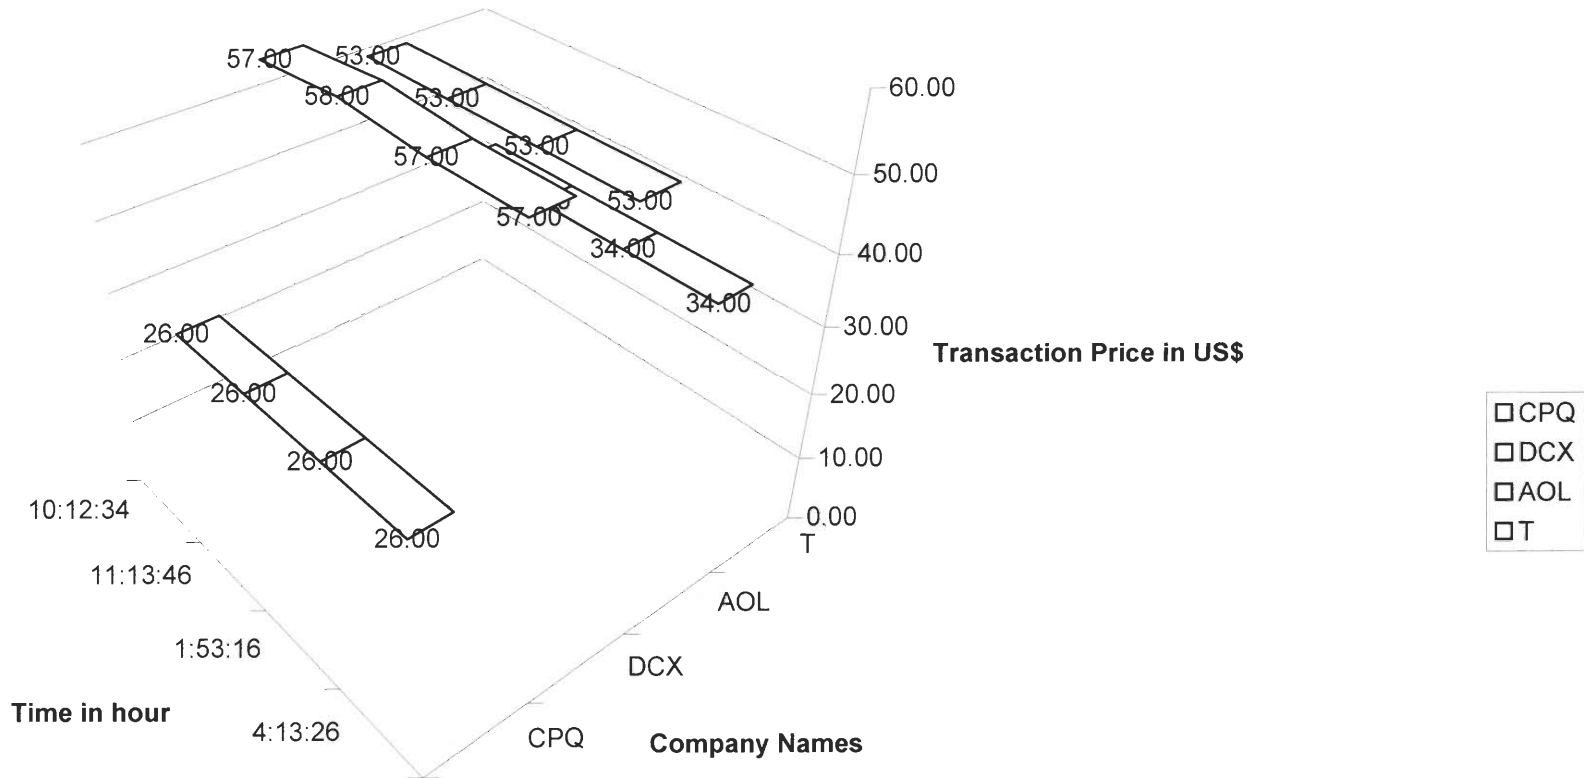 57.00
53.00
58.00
53.00
57.00
53.00
57.00
53.00
34.00
34.00
26.00
26.00
26.00
26.00
60.00
50.00
40.00
30.00
20.00
10.00
0.00
Transaction Price in US$
CPQ
DCX
AOL
T
10:12:34
11:13:46
1:53:16
4:13:26
Time in hour
T
AOL
DCX
CPQ
Company Names